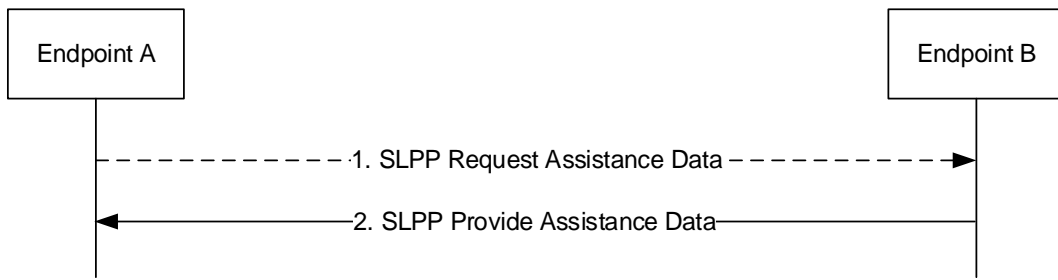 Endpoint A
Endpoint B
1. SLPP Request Assistance Data
2. SLPP Provide Assistance Data